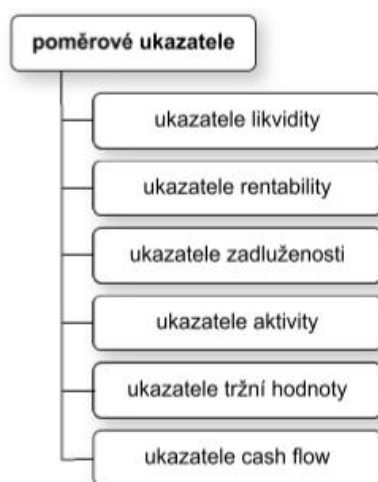 poměrové ukazatele
ukazatele likvidity
ukazatele rentability
ukazatele zadluženosti
ukazatele aktivity
ukazatele tržní hodnoty
ukazatele cash flow